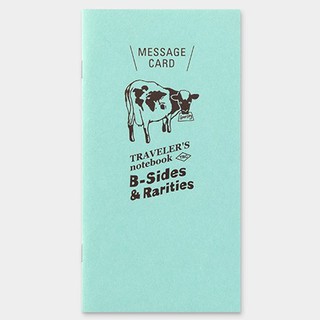 MESSAGE
CARD
TRAVELER'S
notebook
B-Sides
& Rarities